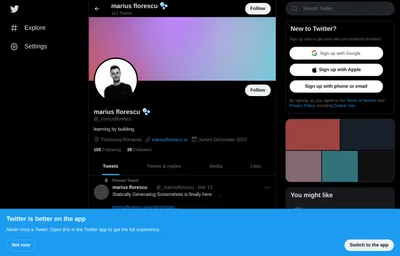 Explore
Settings
marius florescu
Follow
Follow
marius florescu
@_mariusflorescu
learning by building
Timisoara, Romania
mariusflorescu.io
Joined December 2020
155 Following
38 Followers
Tweets
Tweets & replies
Media
Likes
Pinned Tweet
marius florescu @_mariusflorescu · Mar 13
Statically Generating Screenshots is finally here
Search Twitter
New to Twitter?
Sign up now to get your own personalized timeline!
Sign up with Google
Sign up with Apple
Sign up with phone or email
By signing up, you agree to the Terms of Service and
Privacy Policy, including Cookie Use.
You might like
Twitter is better on the app
Never miss a Tweet. Open this in the Twitter app to get the full experience.
Not now
Switch to the app